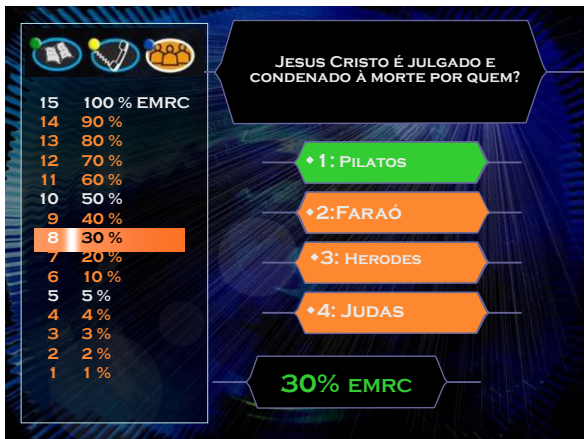 JESUS CRISTO É JULGADO E
CONDENADO À MORTE POR QUEM?
15 100 % EMRC
14 90 %
13 80 %
12 70 %
11 60 %
10 50 %
9 40 %
8 30 %
7 20 %
6 10 %
5 5 %
4 4 %
3 3 %
2 2 %
1 1 %
1: PILATOS
2:FARAÓ
3: HERODES
4: JUDAS
30% EMRC